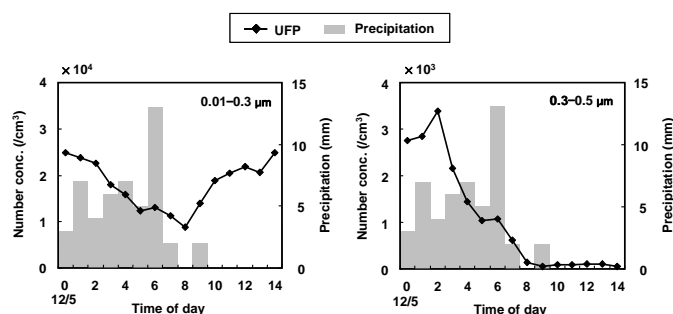 UFP Precipitation
× 10⁴
0.01−0.3 μm
Number conc. (/cm³)
4
3
2
1
0
15
10
5
0
Precipitation (mm)
0 2 4 6 8 10 12 14
12/5
Time of day
× 10³
0.3−0.5 μm
Number conc. (/cm³)
4
3
2
1
0
15
10
5
0
Precipitation (mm)
0 2 4 6 8 10 12 14
12/5
Time of day